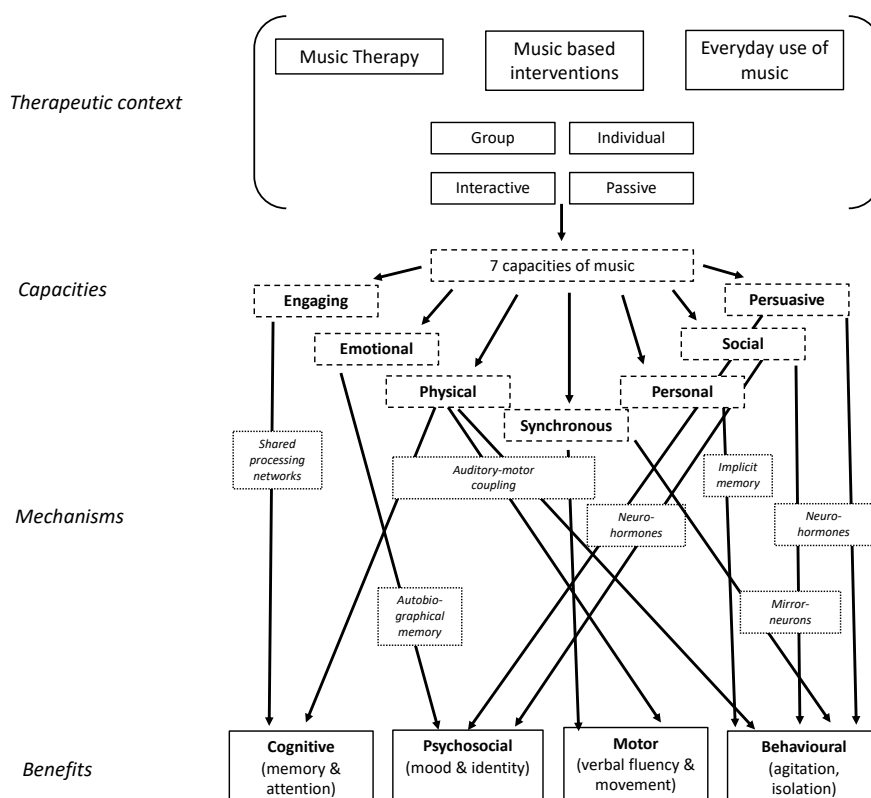 Music Therapy
Music based
interventions
Everyday use of
music
Therapeutic context
Group
Individual
Interactive
Passive
7 capacities of music
Capacities
Engaging
Persuasive
Emotional
Social
Physical
Personal
Synchronous
Shared
processing
networks
Auditory-motor
coupling
Implicit
memory
Mechanisms
Neuro-
hormones
Neuro-
hormones
Autobio-
graphical
memory
Mirror-
neurons
Benefits
Cognitive
(memory &
attention)
Psychosocial
(mood & identity)
Motor
(verbal fluency &
movement)
Behavioural
(agitation,
isolation)